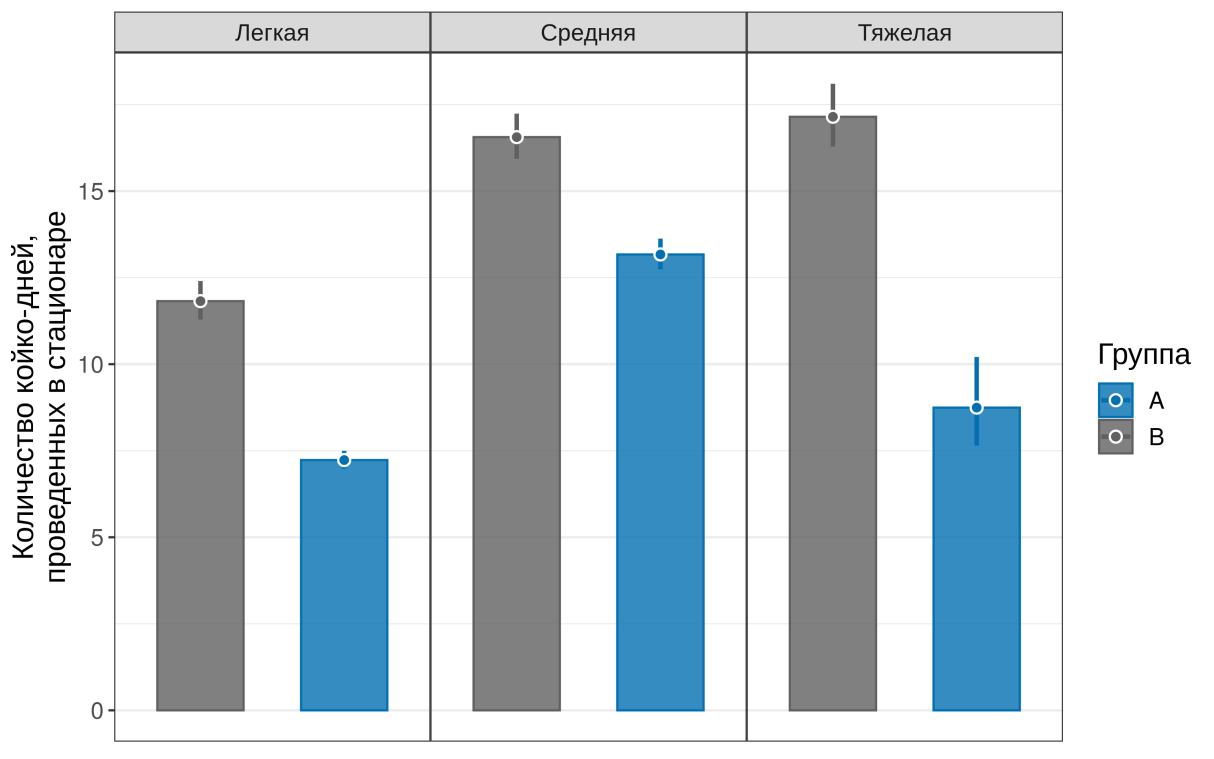 Легкая
Средняя
Тяжелая
Количество койко-дней,
проведенных в стационаре
15
10
5
0
Группа
A
B